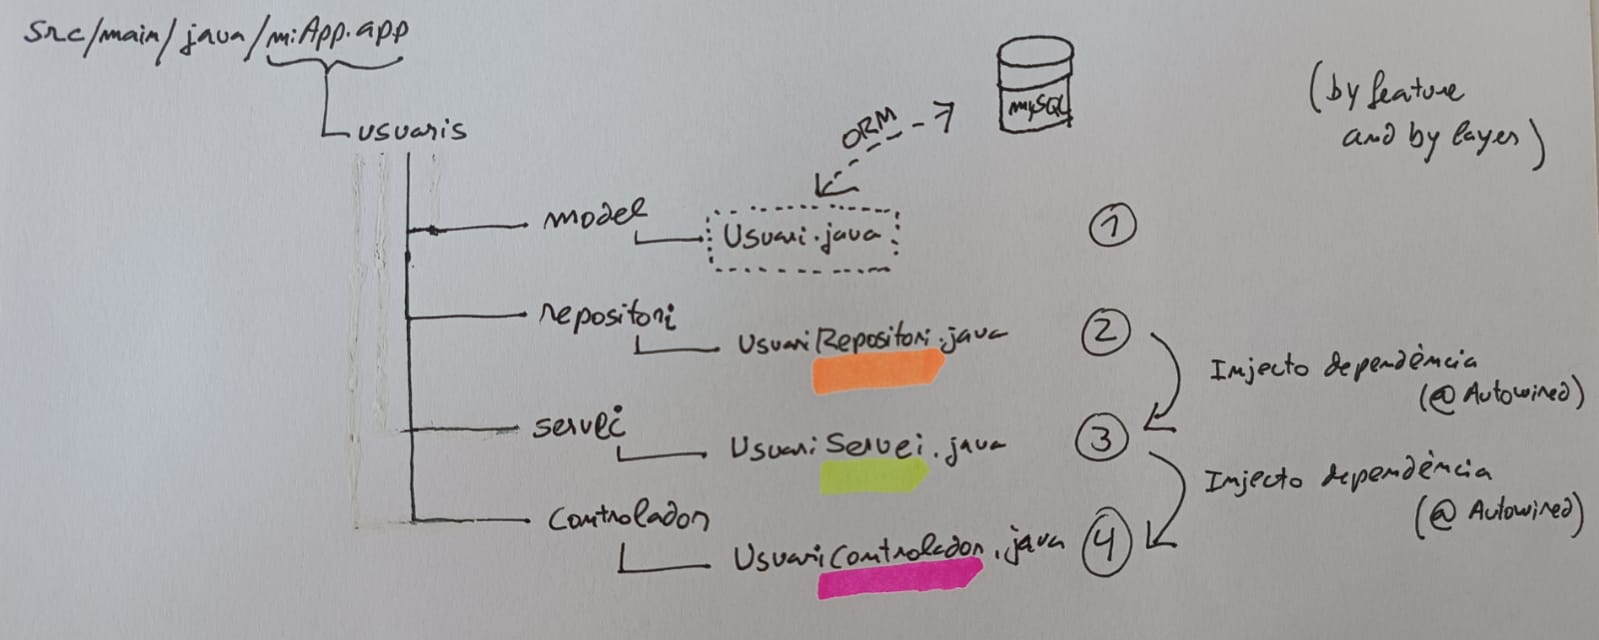 Src/main/java/miApp.app
usuaris
ORM
mySQL
(by feature
and by layer)
model
Usuari.java
1
repositori
UsuariRepositori.java
2
Injecto dependència
(@Autowired)
servei
UsuariServei.java
3
Injecto dependència
(@Autowired)
Controlador
UsuariControlador.java
4